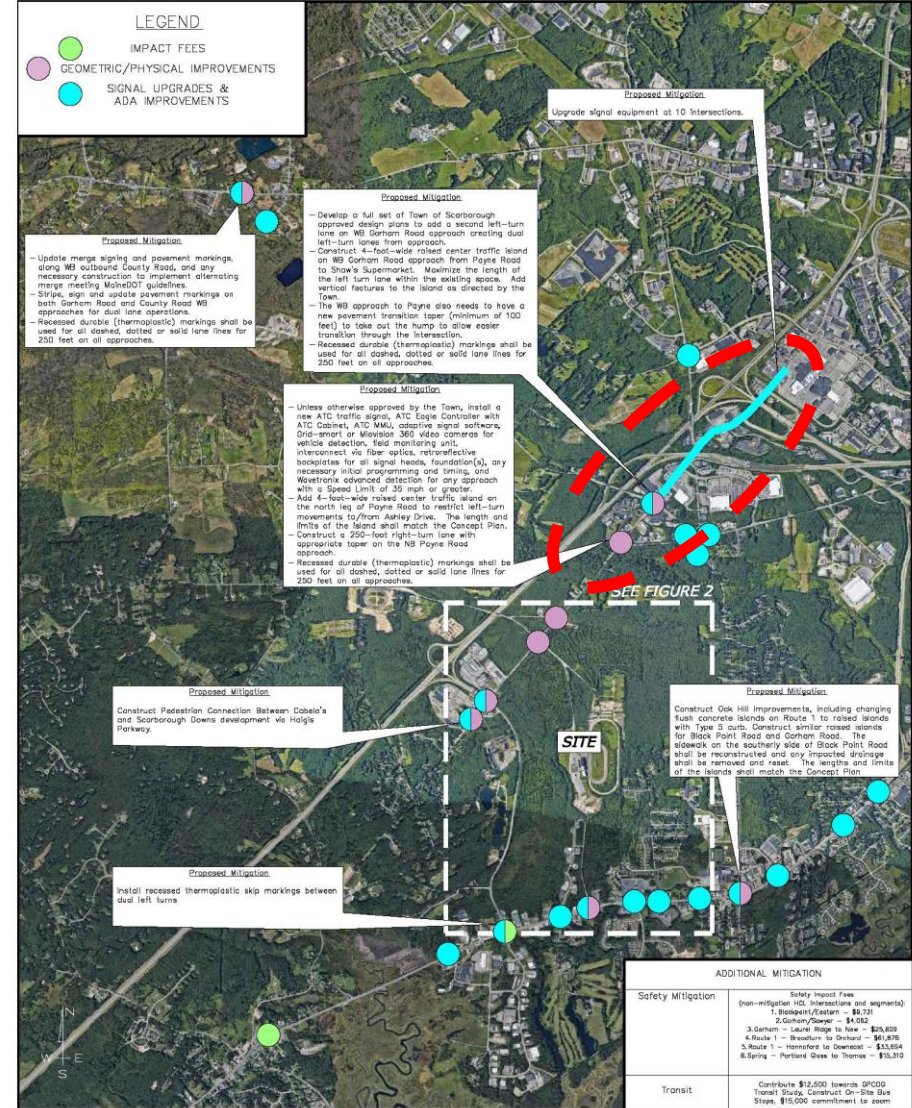 LEGEND
IMPACT FEES
GEOMETRIC/PHYSICAL IMPROVEMENTS
SIGNAL UPGRADES &
ADA IMPROVEMENTS
Proposed Mitigation
Upgrade signal equipment at 10 intersections.
Proposed Mitigation
– Develop a full set of Town of Scarborough
approved design plans to add a second left–turn
lane on WB Gorham Road approach creating dual
left–turn lanes from approach.
– Construct 4–foot–wide raised center traffic island
on WB Gorham Road approach from Payne Road
to Shaw's Supermarket. Maximize the length of
the left turn lane within the existing space. Add
vertical features to the island as directed by the
Town.
– The WB approach to Payne also needs to have a
new pavement transition taper (minimum of 100
feet) to take out the hump to allow easier
transition through the intersection.
– Recessed durable (thermoplastic) markings shall be
used for all dashed, dotted or solid lane lines for
250 feet on all approaches.
Proposed Mitigation
– Update merge signing and pavement markings,
along WB outbound County Road, and any
necessary construction to implement alternating
merge meeting MaineDOT guidelines.
– Stripe, sign and update pavement markings on
both Gorham Road and County Road WB
approaches for dual lane operations.
– Recessed durable (thermoplastic) markings shall be
used for all dashed, dotted or solid lane lines for
250 feet on all approaches.
Proposed Mitigation
– Unless otherwise approved by the Town, install a
new ATC traffic signal, ATC Eagle Controller with
ATC Cabinet, ATC MMU, adaptive signal software,
Grid–smart or Miovision 360 video cameras for
vehicle detection, field monitoring unit,
interconnect via fiber optics, retroreflective
backplates for all signal heads, foundation(s), any
necessary initial programming and timing, and
Wavetronix advanced detection for any approach
with a Speed Limit of 35 mph or greater.
– Add 4–foot–wide raised center traffic island on
the north leg of Payne Road to restrict left–turn
movements to/from Ashley Drive. The length and
limits of the island shall match the Concept Plan.
– Construct a 250–foot right–turn lane with
appropriate taper on the NB Payne Road
approach.
– Recessed durable (thermoplastic) markings shall be
used for all dashed, dotted or solid lane lines for
250 feet on all approaches.
SEE FIGURE 2
Proposed Mitigation
Construct Pedestrian Connection Between Cabela's
and Scarborough Downs development via Haigis
Parkway.
SITE
Proposed Mitigation
Construct Oak Hill improvements, including changing
flush concrete islands on Route 1 to raised islands
with Type 5 curb. Construct similar raised islands
for Black Point Road and Gorham Road. The
sidewalk on the southerly side of Black Point Road
shall be reconstructed and any impacted drainage
shall be removed and reset. The lengths and limits
of the islands shall match the Concept Plan
Proposed Mitigation
Install recessed thermoplastic skip markings between
dual left turns
N
W E
S
ADDITIONAL MITIGATION
Safety Mitigation
Safety Impact Fees
(non–mitigation HCL intersections and segments):
1. Blackpoint/Eastern – $9,731
2. Gorham/Sawyer – $4,082
3. Gorham – Laurel Ridge to New – $25,809
4. Route 1 – Broadturn to Orchard – $61,876
5. Route 1 – Hannaford to Downeast – $33,894
6. Spring – Portland Glass to Thomas – $15,310
Transit
Contribute $12,500 towards GPCOG
Transit Study, Construct On–Site Bus
Stops, $15,000 commitment to zoom